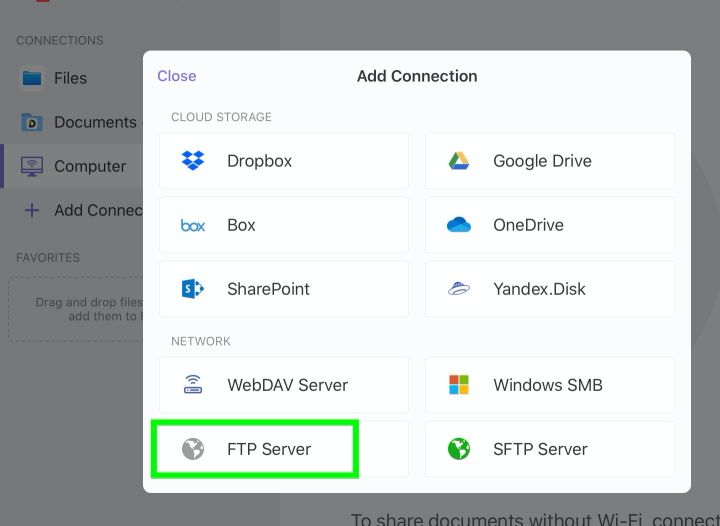 CONNECTIONS
Files
Documents
Computer
Add Connec
FAVORITES
Drag and drop files
add them to F
Close
Add Connection
CLOUD STORAGE
Dropbox
Google Drive
box
Box
OneDrive
S
SharePoint
Yandex.Disk
NETWORK
WebDAV Server
Windows SMB
FTP Server
SFTP Server
To share documents without Wi-Fi, connect